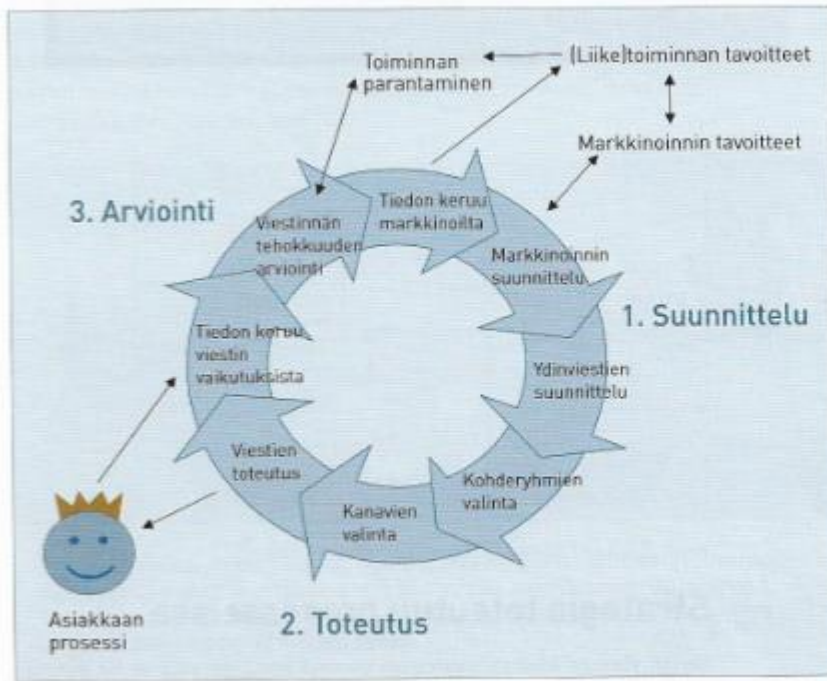 Toiminnan
parantaminen
(Liike)toiminnan tavoitteet
Markkinoinnin tavoitteet
3. Arviointi
Viestinnän
tehokkuuden
arviointi
Tiedon keruu
markkinoilta
Markkinoinnin
suunnittelu
1. Suunnittelu
Tiedon keruu
viestin
vaikutuksista
Ydinviestien
suunnittelu
Viestien
toteutus
Kanavien
valinta
Kohderyhmien
valinta
Asiakkaan
prosessi
2. Toteutus